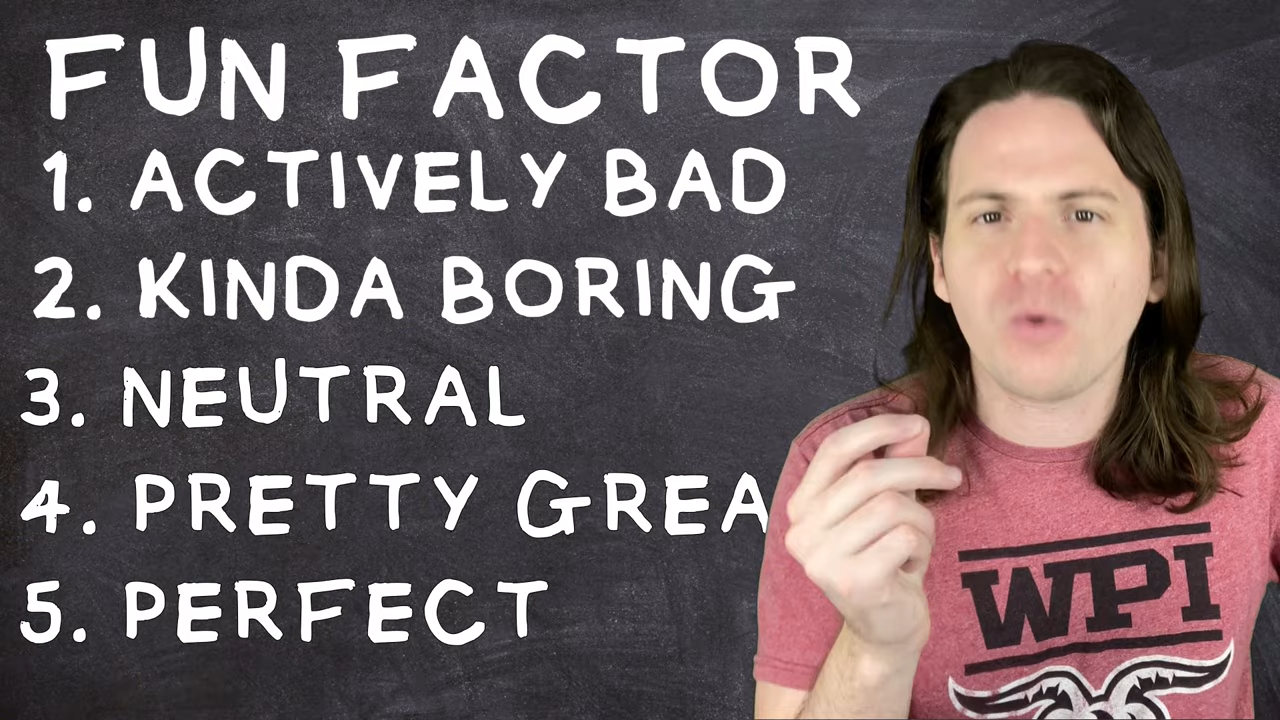 FUN FACTOR
1. ACTIVELY BAD
2. KINDA BORING
3. NEUTRAL
4. PRETTY GREA
5. PERFECT
WPI